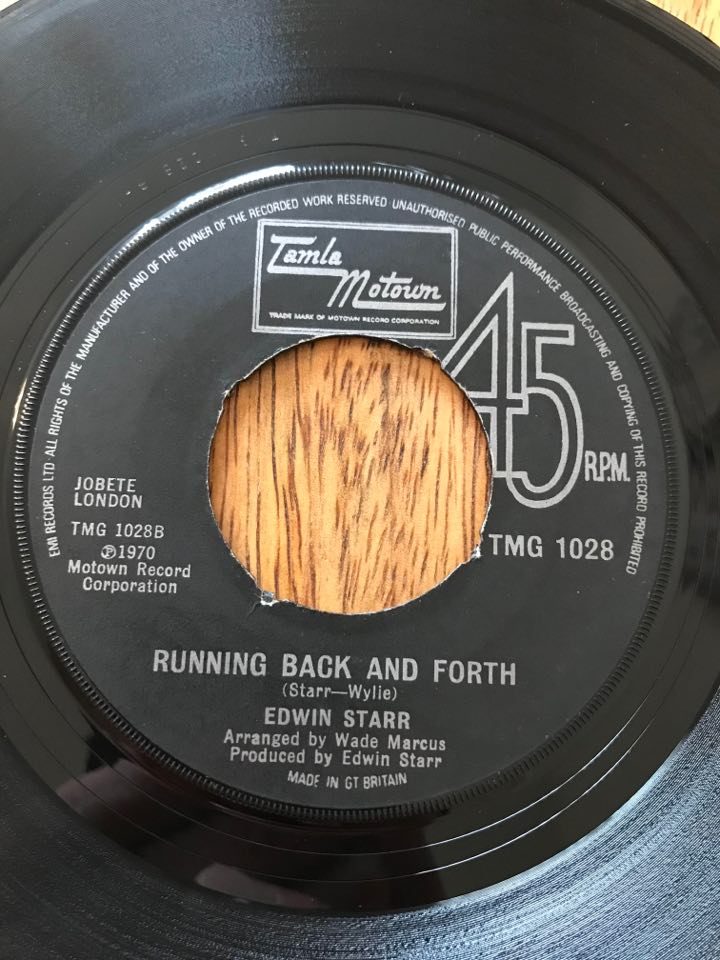 EMI RECORDS LTD ALL RIGHTS OF THE MANUFACTURER AND OF THE OWNER OF THE RECORDED WORK RESERVED UNAUTHORISED PUBLIC PERFORMANCE BROADCASTING AND COPYING OF THIS RECORD PROHIBITED
Tamla
Motown
TRADE MARK OF MOTOWN RECORD CORPORATION
45
R.P.M.
JOBETE
LONDON
TMG 1028B
℗1970
Motown Record
Corporation
TMG 1028
RUNNING BACK AND FORTH
(Starr—Wylie)
EDWIN STARR
Arranged by Wade Marcus
Produced by Edwin Starr
MADE IN GT BRITAIN